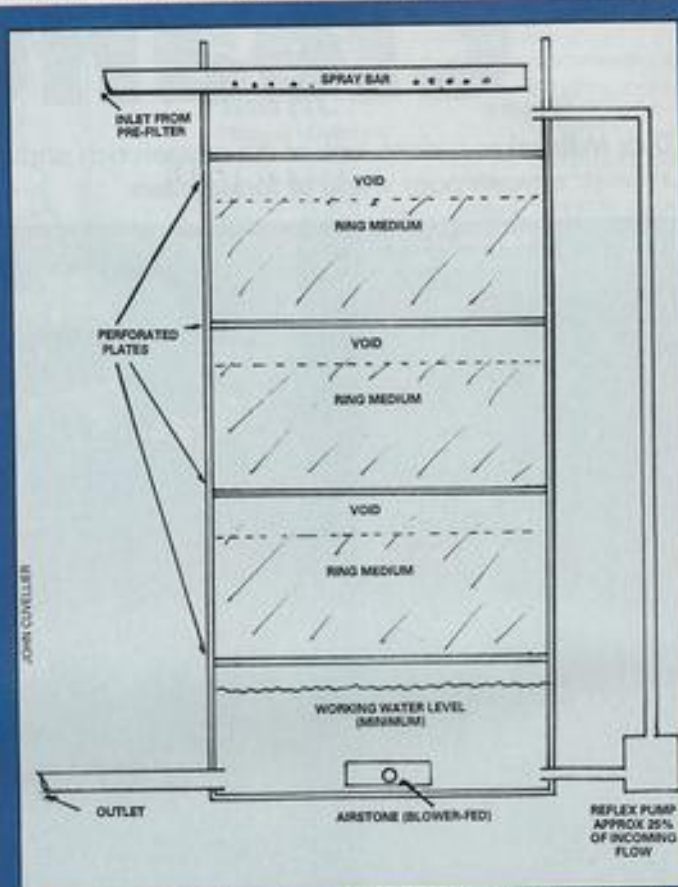 SPRAY BAR
INLET FROM
PRE-FILTER
VOID
RING MEDIUM
PERFORATED
PLATES
VOID
RING MEDIUM
VOID
RING MEDIUM
JOHN CUVELLIER
WORKING WATER LEVEL
(MINIMUM)
OUTLET
AIRSTONE (BLOWER-FED)
REFLEX PUMP
APPROX 25%
OF INCOMING
FLOW